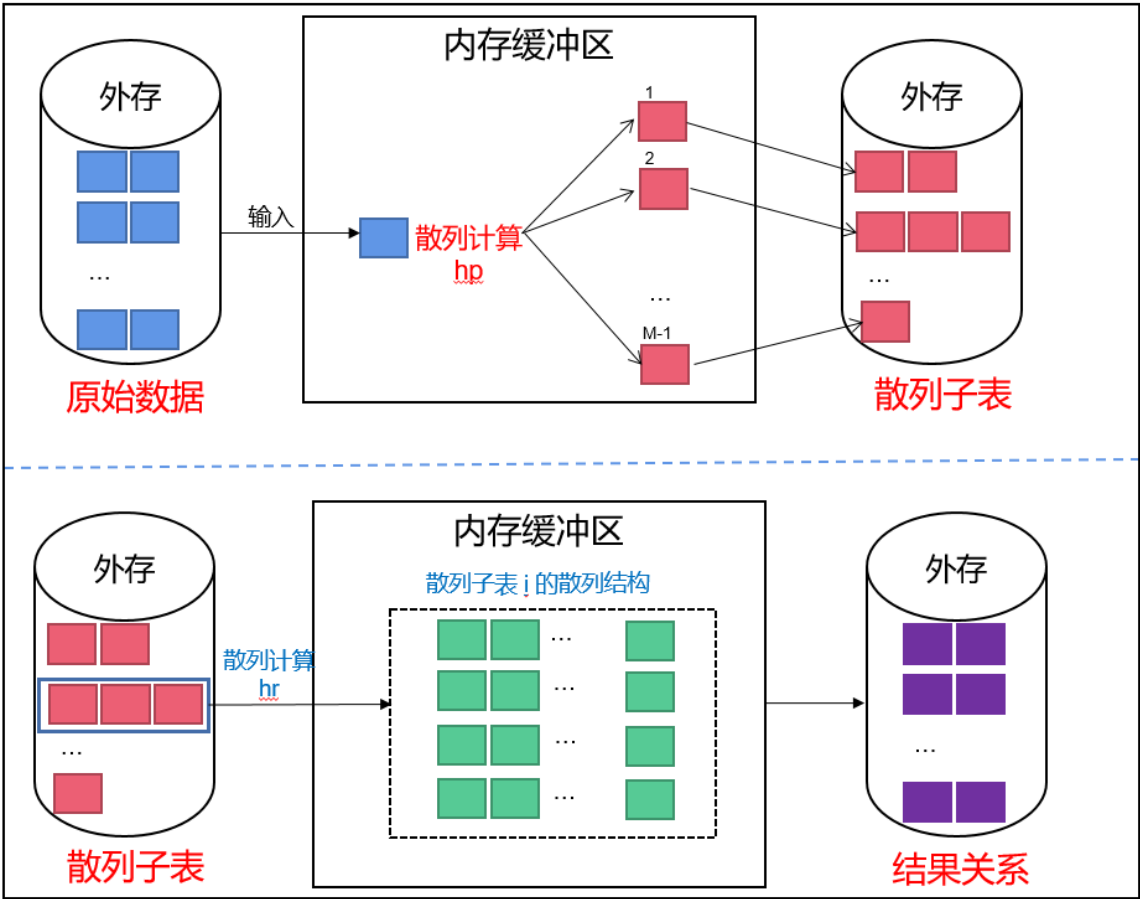 内存缓冲区
外存
外存
1
2
输入
散列计算
hp
…
…
…
M-1
原始数据
散列子表
内存缓冲区
外存
外存
散列子表 i 的散列结构
散列计算
hr
…
…
…
…
…
…
散列子表
结果关系